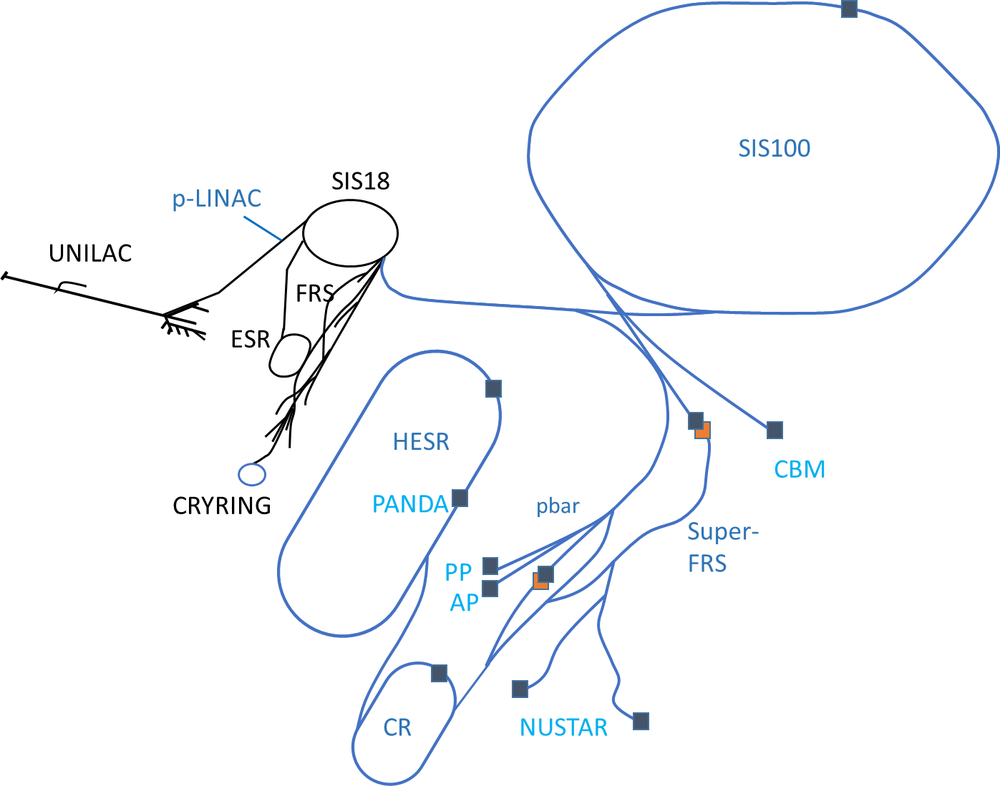 SIS100
SIS18
p-LINAC
UNILAC
FRS
ESR
HESR
CBM
PANDA
CRYRING
pbar
Super-
FRS
PP
AP
CR
NUSTAR